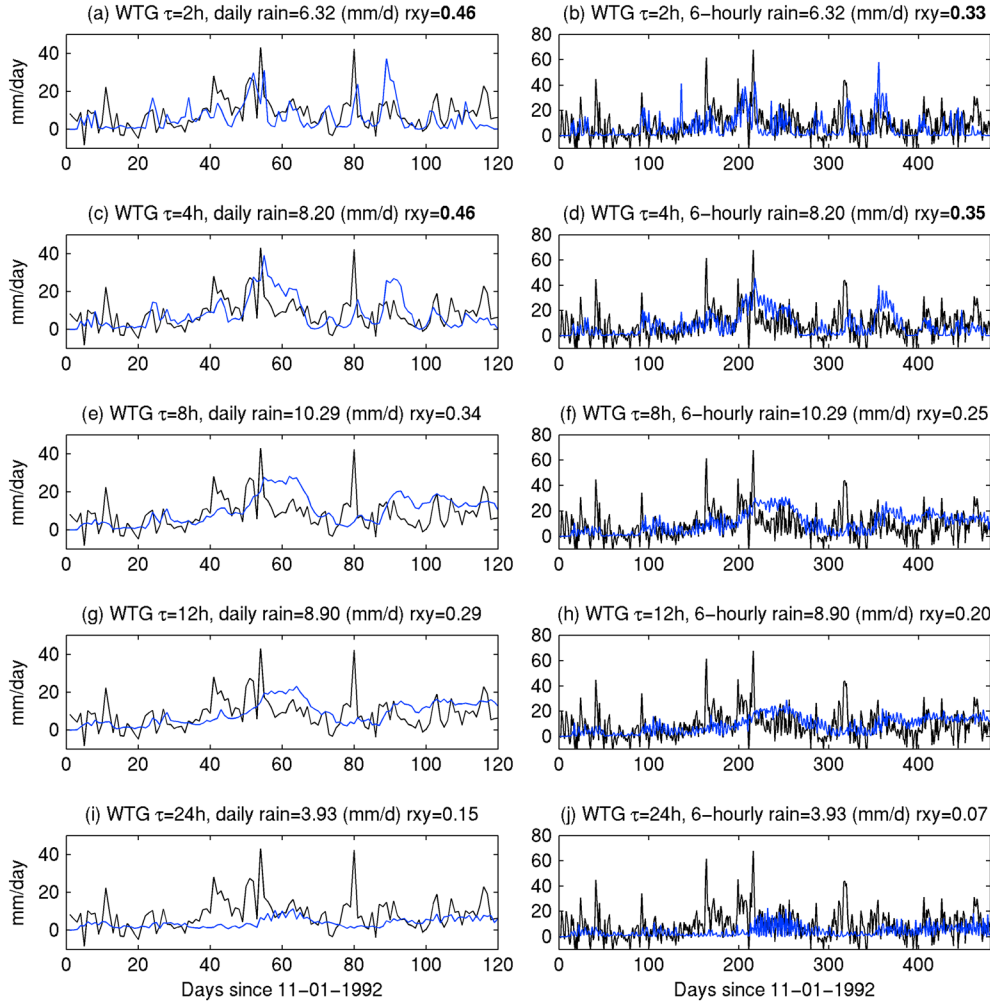 (a) WTG τ=2h, daily rain=6.32 (mm/d) rxy=0.46
(b) WTG τ=2h, 6-hourly rain=6.32 (mm/d) rxy=0.33
mm/day
40
20
0
0 20 40 60 80 100 120
80
60
40
20
0
0 100 200 300 400
(c) WTG τ=4h, daily rain=8.20 (mm/d) rxy=0.46
(d) WTG τ=4h, 6-hourly rain=8.20 (mm/d) rxy=0.35
mm/day
40
20
0
0 20 40 60 80 100 120
80
60
40
20
0
0 100 200 300 400
(e) WTG τ=8h, daily rain=10.29 (mm/d) rxy=0.34
(f) WTG τ=8h, 6-hourly rain=10.29 (mm/d) rxy=0.25
mm/day
40
20
0
0 20 40 60 80 100 120
80
60
40
20
0
0 100 200 300 400
(g) WTG τ=12h, daily rain=8.90 (mm/d) rxy=0.29
(h) WTG τ=12h, 6-hourly rain=8.90 (mm/d) rxy=0.20
mm/day
40
20
0
0 20 40 60 80 100 120
80
60
40
20
0
0 100 200 300 400
(i) WTG τ=24h, daily rain=3.93 (mm/d) rxy=0.15
(j) WTG τ=24h, 6-hourly rain=3.93 (mm/d) rxy=0.07
mm/day
40
20
0
0 20 40 60 80 100 120
Days since 11-01-1992
80
60
40
20
0
0 100 200 300 400
Days since 11-01-1992